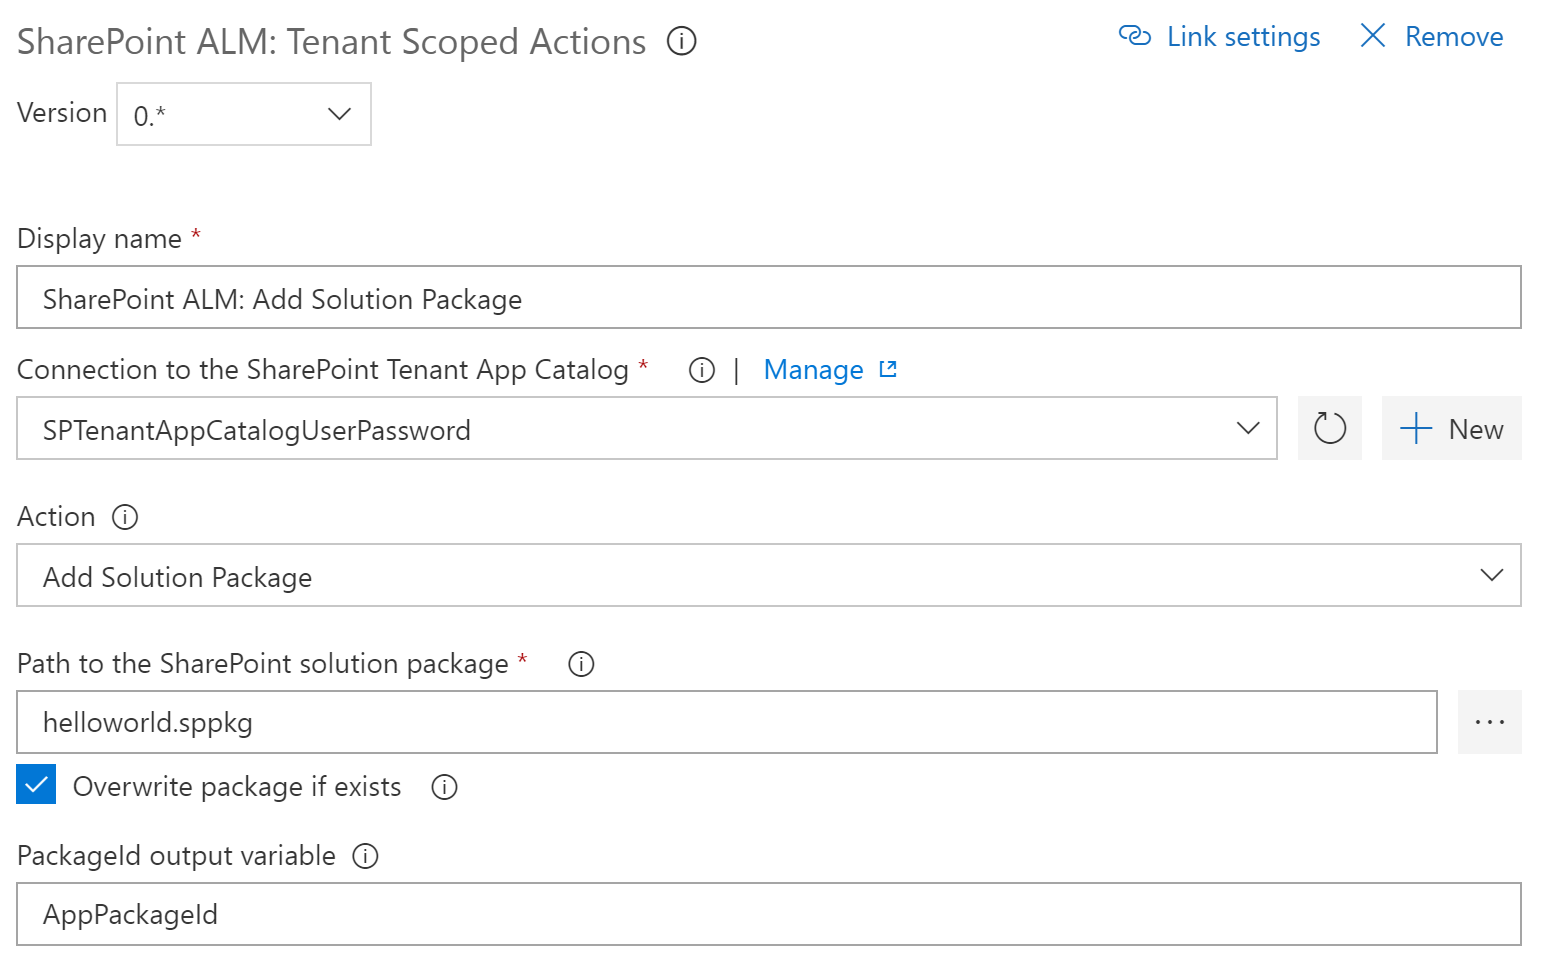 SharePoint ALM: Tenant Scoped Actions
Link settings
Remove
Version
0.*
Display name *
SharePoint ALM: Add Solution Package
Connection to the SharePoint Tenant App Catalog * | Manage
SPTenantAppCatalogUserPassword
New
Action
Add Solution Package
Path to the SharePoint solution package *
helloworld.sppkg
...
Overwrite package if exists
PackageId output variable
AppPackageId